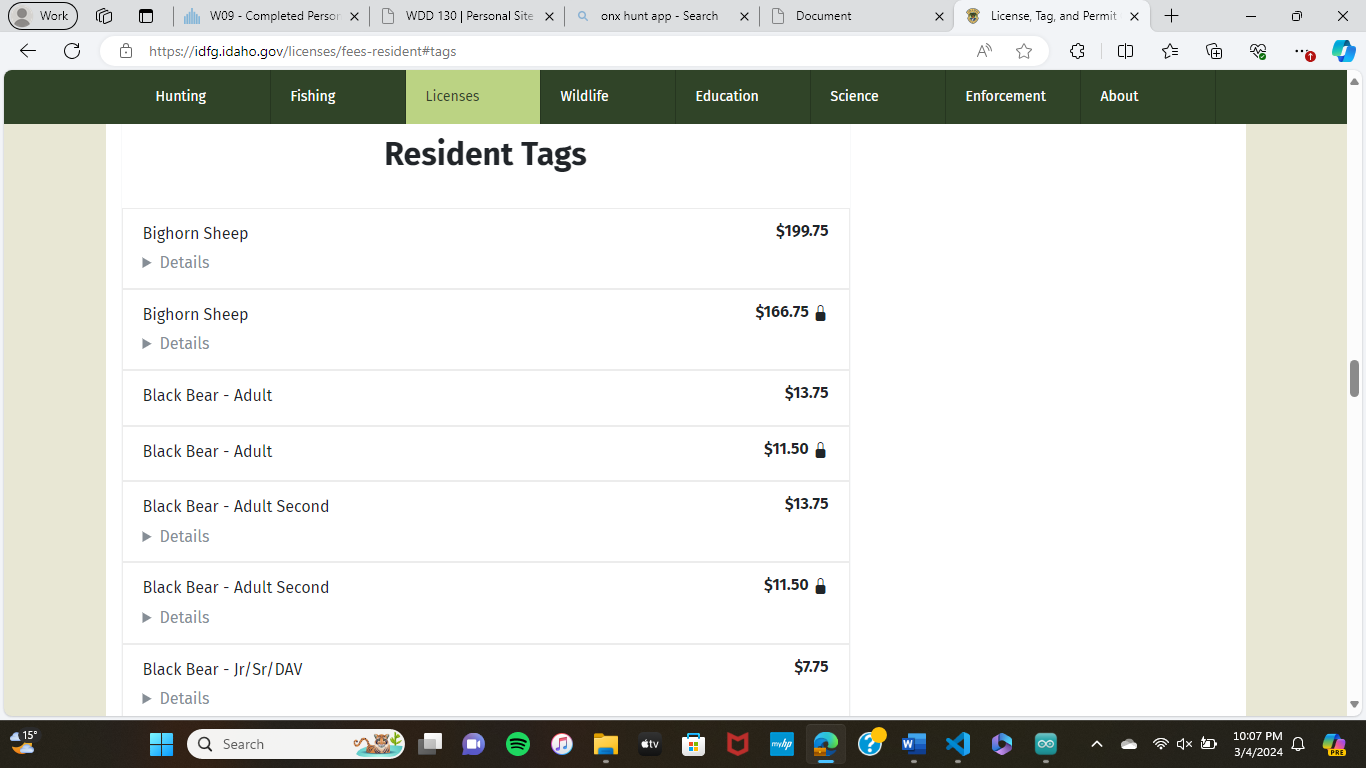 Work
W09 - Completed Person
WDD 130 | Personal Site
onx hunt app - Search
Document
License, Tag, and Permit
https://idfg.idaho.gov/licenses/fees-resident#tags
Hunting
Fishing
Licenses
Wildlife
Education
Science
Enforcement
About
Resident Tags
Bighorn Sheep $199.75
Details
Bighorn Sheep $166.75
Details
Black Bear - Adult $13.75
Black Bear - Adult $11.50
Black Bear - Adult Second $13.75
Details
Black Bear - Adult Second $11.50
Details
Black Bear - Jr/Sr/DAV $7.75
Details
15°
Search
tv
myhp
10:07 PM
3/4/2024
PRE